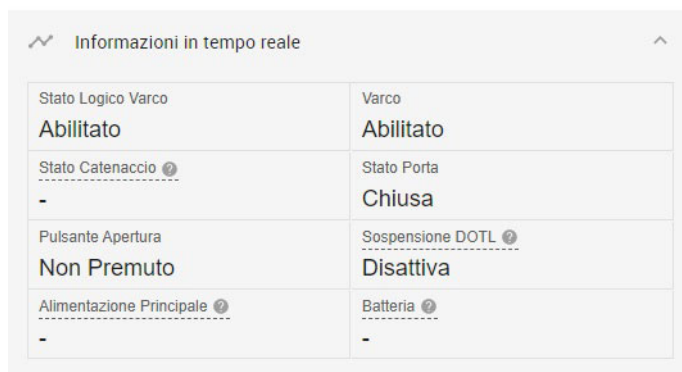 Informazioni in tempo reale
Stato Logico Varco
Abilitato
Varco
Abilitato
Stato Catenaccio
-
Stato Porta
Chiusa
Pulsante Apertura
Non Premuto
Sospensione DOTL
Disattiva
Alimentazione Principale
-
Batteria
-